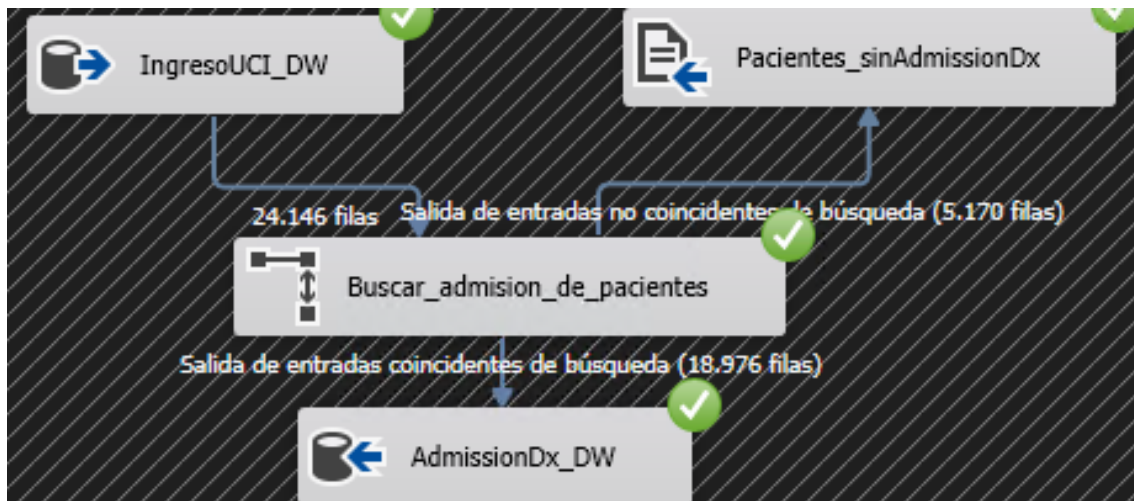 IngresoUCI_DW
Pacientes_sinAdmissionDx
24.146 filas
Salida de entradas no coincidentes de búsqueda (5.170 filas)
Buscar_admision_de_pacientes
Salida de entradas coincidentes de búsqueda (18.976 filas)
AdmissionDx_DW